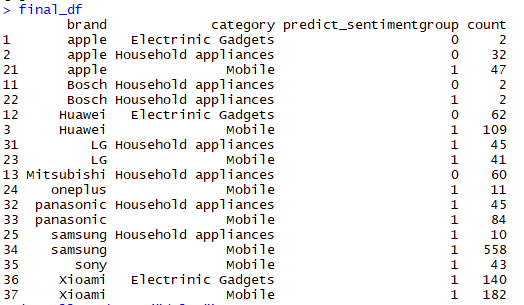 > final_df
brand category predict_sentimentgroup count
1 apple Electrinic Gadgets 0 2
2 apple Household appliances 0 32
21 apple Mobile 1 47
11 Bosch Household appliances 0 2
22 Bosch Household appliances 1 2
12 Huawei Electrinic Gadgets 0 62
3 Huawei Mobile 1 109
31 LG Household appliances 1 45
23 LG Mobile 1 41
13 Mitsubishi Household appliances 0 60
24 oneplus Mobile 1 11
32 panasonic Household appliances 1 45
33 panasonic Mobile 1 84
25 samsung Household appliances 1 10
34 samsung Mobile 1 558
35 sony Mobile 1 43
36 Xioami Electrinic Gadgets 1 140
37 Xioami Mobile 1 182